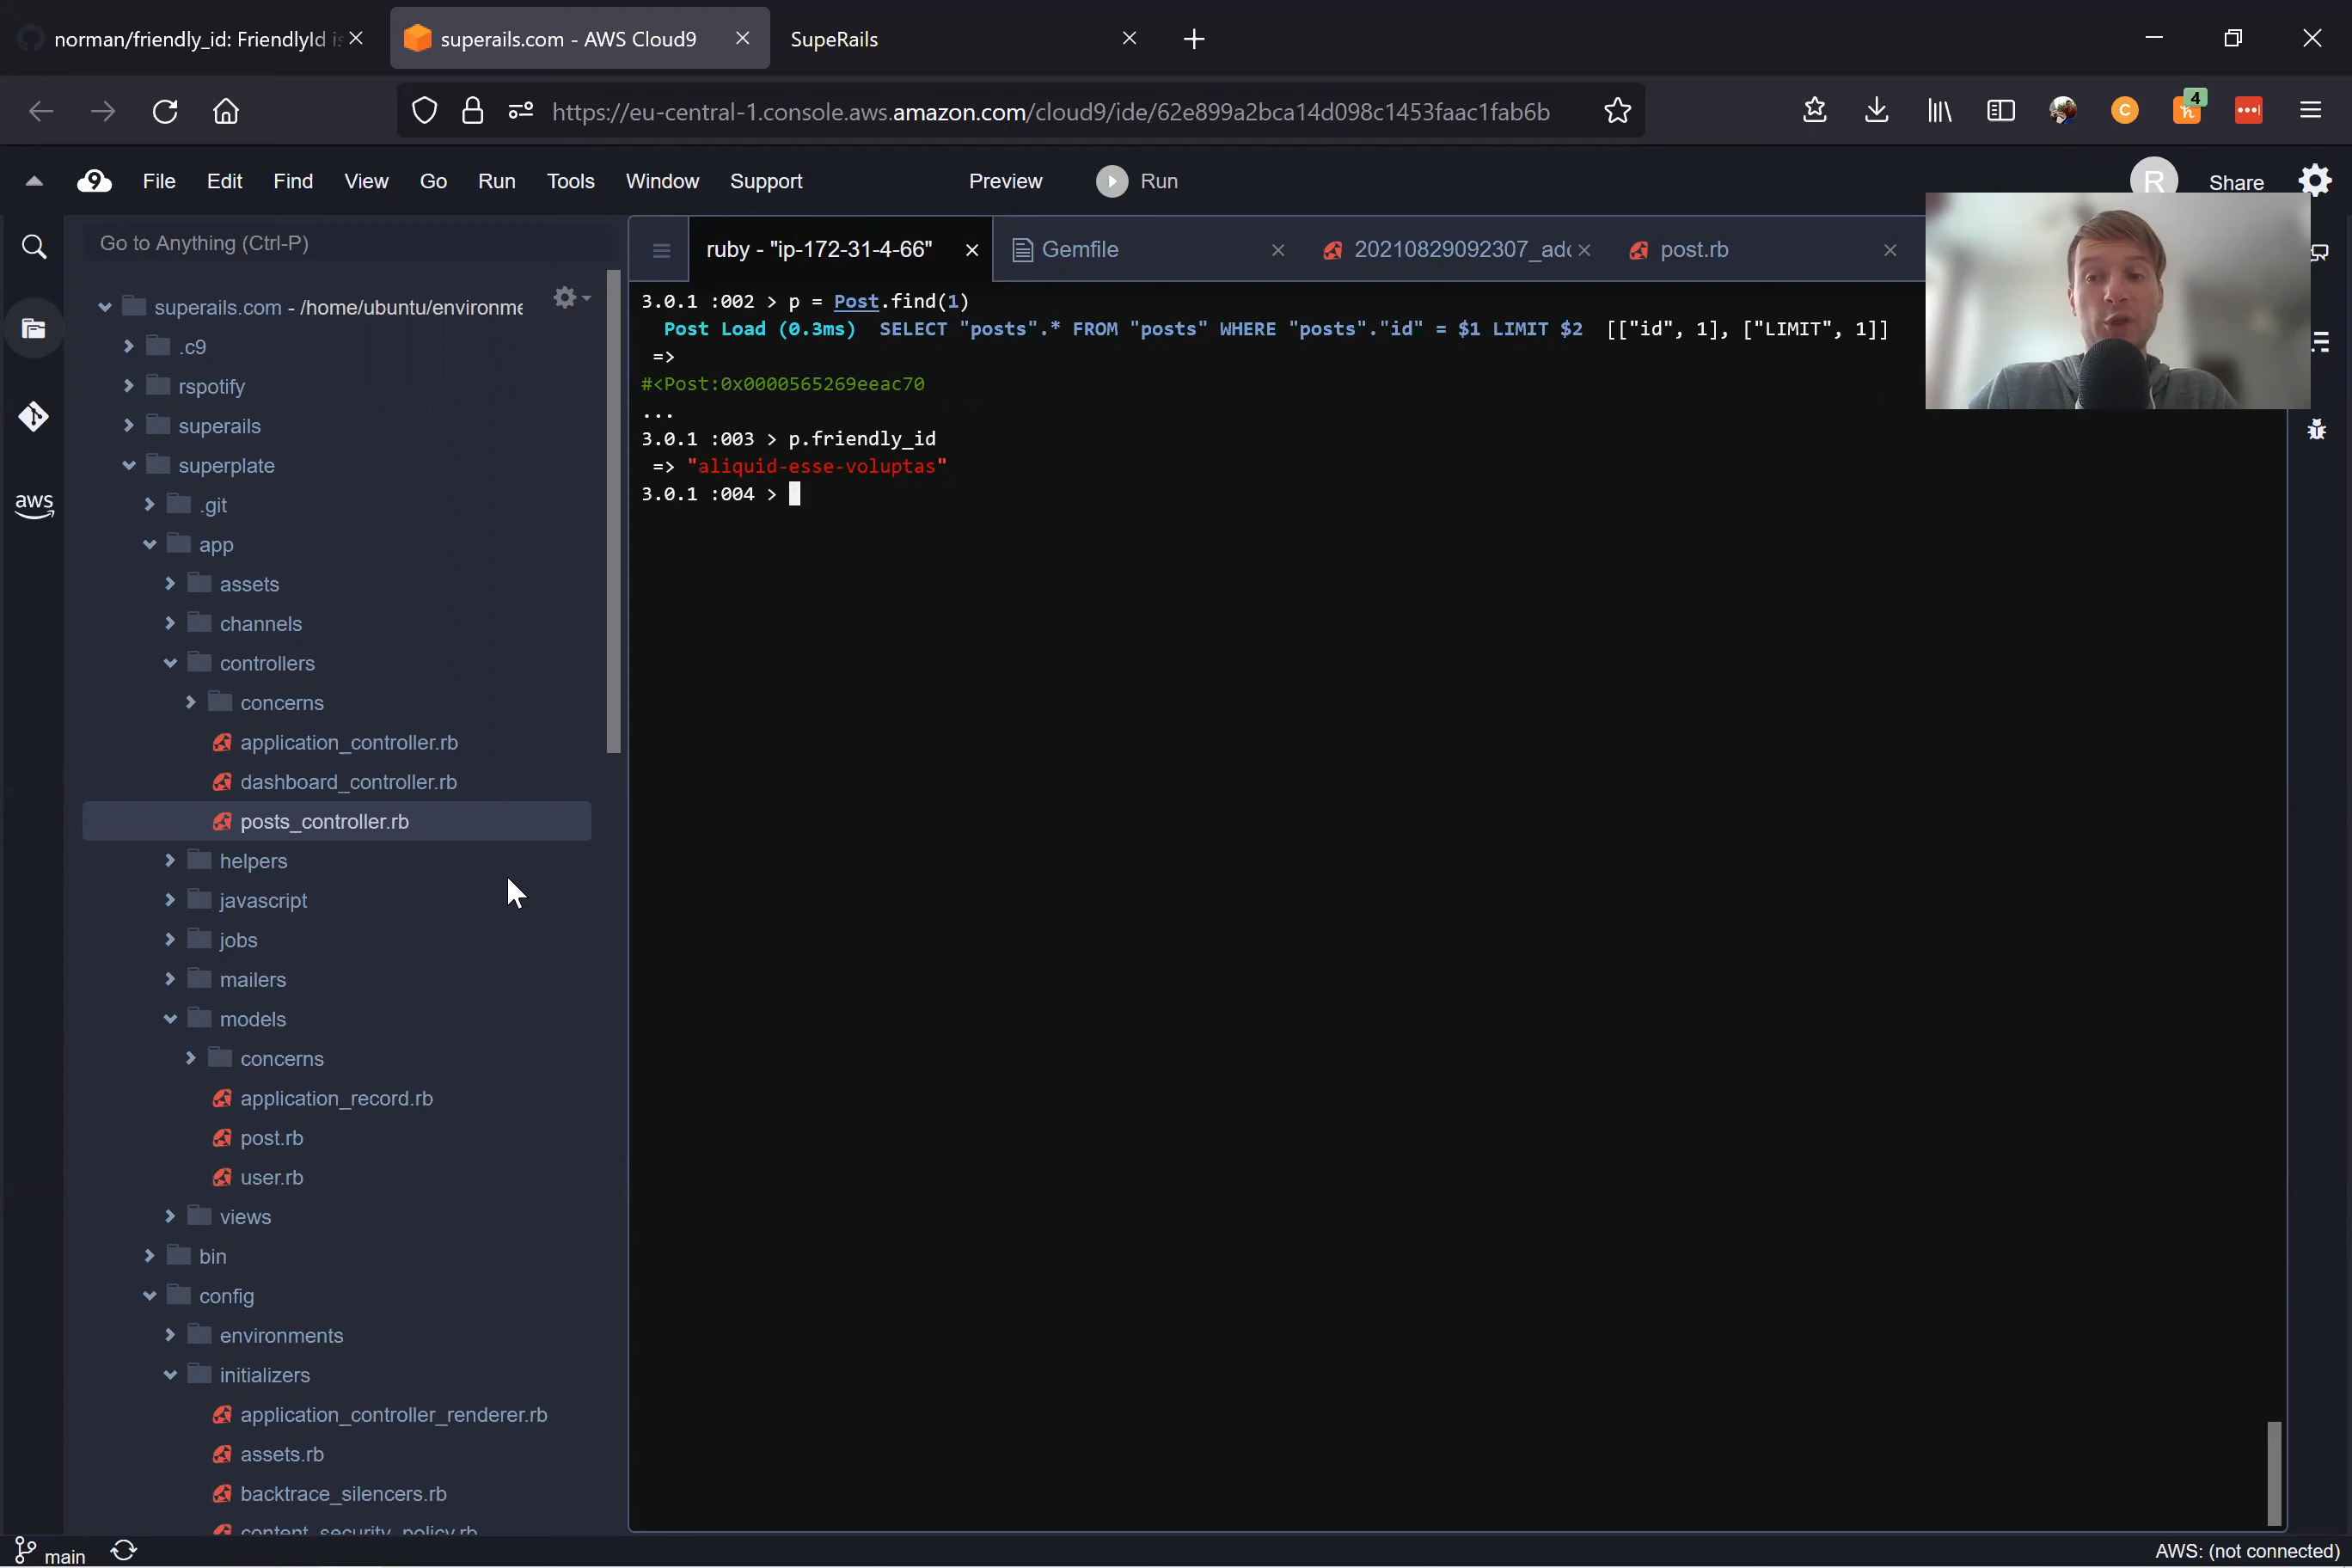 norman/friendly_id: FriendlyId is
superails.com - AWS Cloud9
SupeRails
https://eu-central-1.console.aws.amazon.com/cloud9/ide/62e899a2bca14d098c1453faac1fab6b
C
4
File Edit Find View Go Run Tools Window Support Preview Run
R
Share
Go to Anything (Ctrl-P)
ruby - "ip-172-31-4-66"
Gemfile
20210829092307_add
post.rb
superails.com - /home/ubuntu/environme
.c9
rspotify
superails
superplate
.git
aws
app
assets
channels
controllers
concerns
application_controller.rb
dashboard_controller.rb
posts_controller.rb
helpers
javascript
jobs
mailers
models
concerns
application_record.rb
post.rb
user.rb
views
bin
config
environments
initializers
application_controller_renderer.rb
assets.rb
backtrace_silencers.rb
content_security_policy.rb
3.0.1 :002 > p = Post.find(1)
Post Load (0.3ms) SELECT "posts".* FROM "posts" WHERE "posts"."id" = $1 LIMIT $2 [["id", 1], ["LIMIT", 1]]
=>
#<Post:0x0000565269eeac70
...
3.0.1 :003 > p.friendly_id
=> "aliquid-esse-voluptas"
3.0.1 :004 >
main
AWS: (not connected)